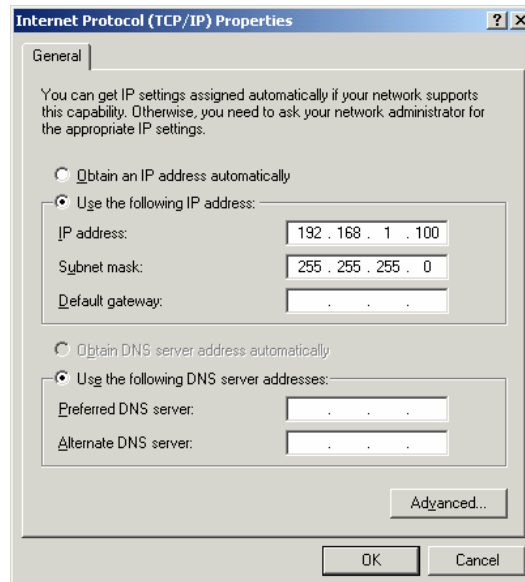 Internet Protocol (TCP/IP) Properties
General
You can get IP settings assigned automatically if your network supports
this capability. Otherwise, you need to ask your network administrator for
the appropriate IP settings.
Obtain an IP address automatically
Use the following IP address:
IP address: 192 . 168 . 1 . 100
Subnet mask: 255 . 255 . 255 . 0
Default gateway: . . .
Obtain DNS server address automatically
Use the following DNS server addresses:
Preferred DNS server: . . .
Alternate DNS server: . . .
Advanced...
OK Cancel